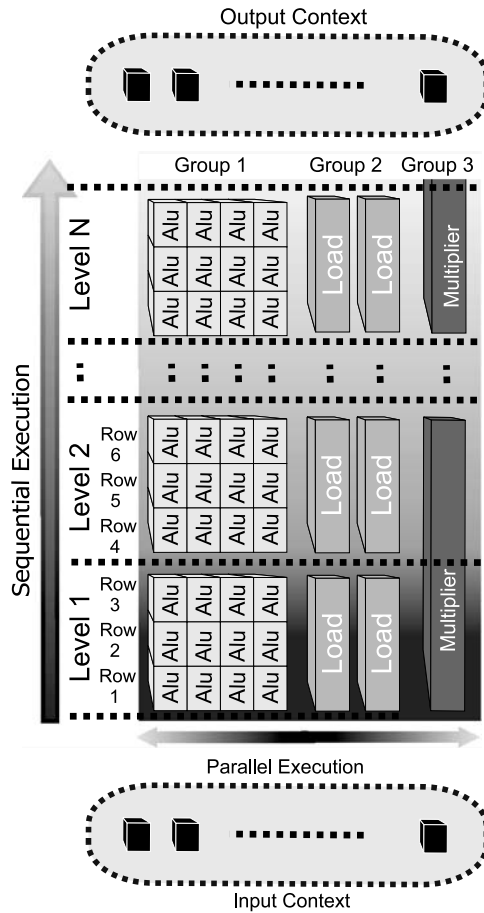 Output Context
Group 1 Group 2 Group 3
Sequential Execution
Level N
Alu Alu Alu Alu
Alu Alu Alu Alu
Alu Alu Alu Alu
Load Load
Multiplier
Level 2
Row 6
Row 5
Row 4
Alu Alu Alu Alu
Alu Alu Alu Alu
Alu Alu Alu Alu
Load Load
Multiplier
Level 1
Row 3
Row 2
Row 1
Alu Alu Alu Alu
Alu Alu Alu Alu
Alu Alu Alu Alu
Load Load
Parallel Execution
Input Context